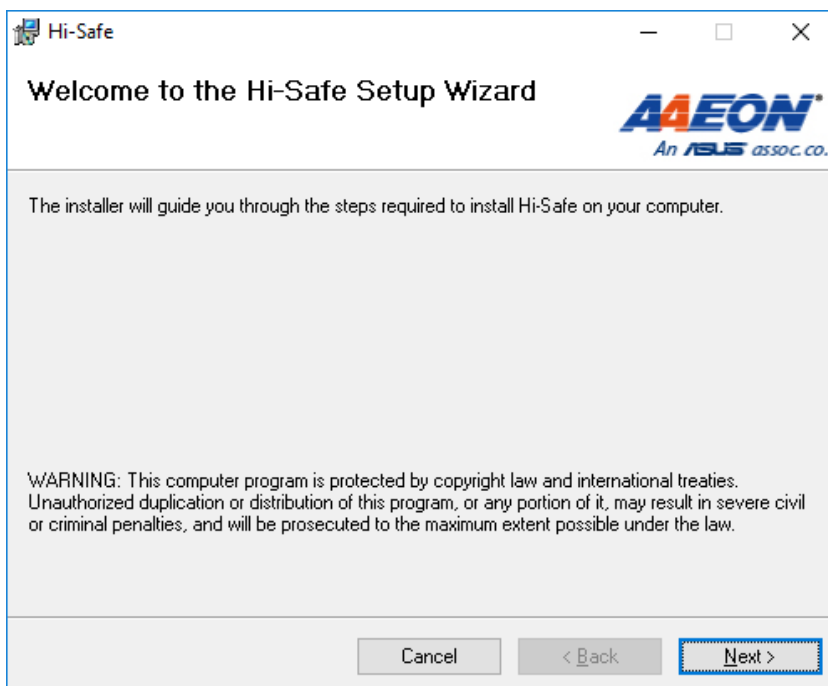 Hi-Safe
Welcome to the Hi-Safe Setup Wizard
AAEON
An ASUS assoc. co.
The installer will guide you through the steps required to install Hi-Safe on your computer.
WARNING: This computer program is protected by copyright law and international treaties.
Unauthorized duplication or distribution of this program, or any portion of it, may result in severe civil
or criminal penalties, and will be prosecuted to the maximum extent possible under the law.
Cancel
< Back
Next >